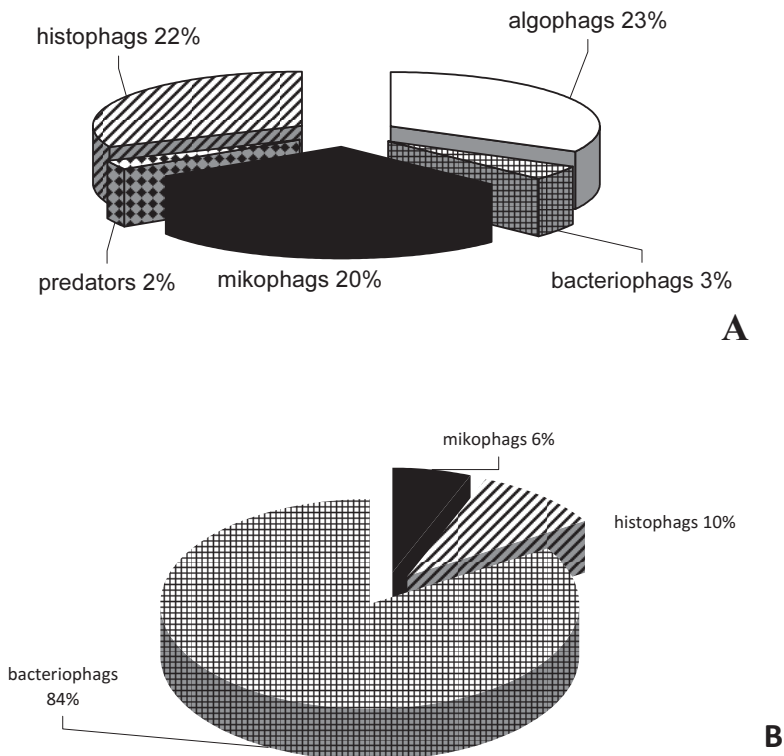 histophags 22%
algophags 23%
predators 2%
mikophags 20%
bacteriophags 3%
A
mikophags 6%
histophags 10%
bacteriophags
84%
B